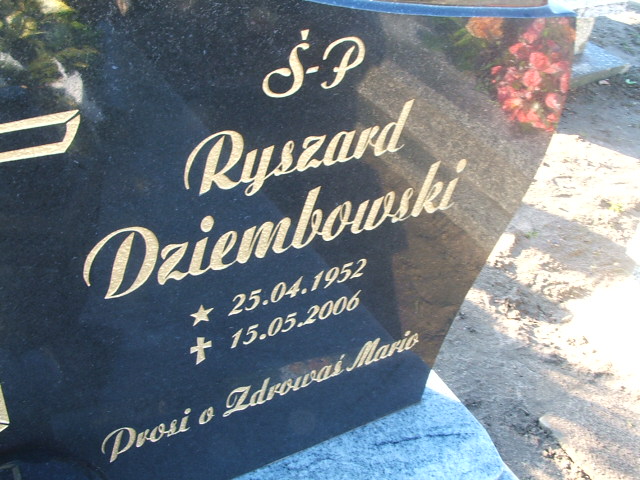 Ś-P
Ryszard
Dziembowski
25.04.1952
15.05.2006
Prosi o Zdrowaś Mario